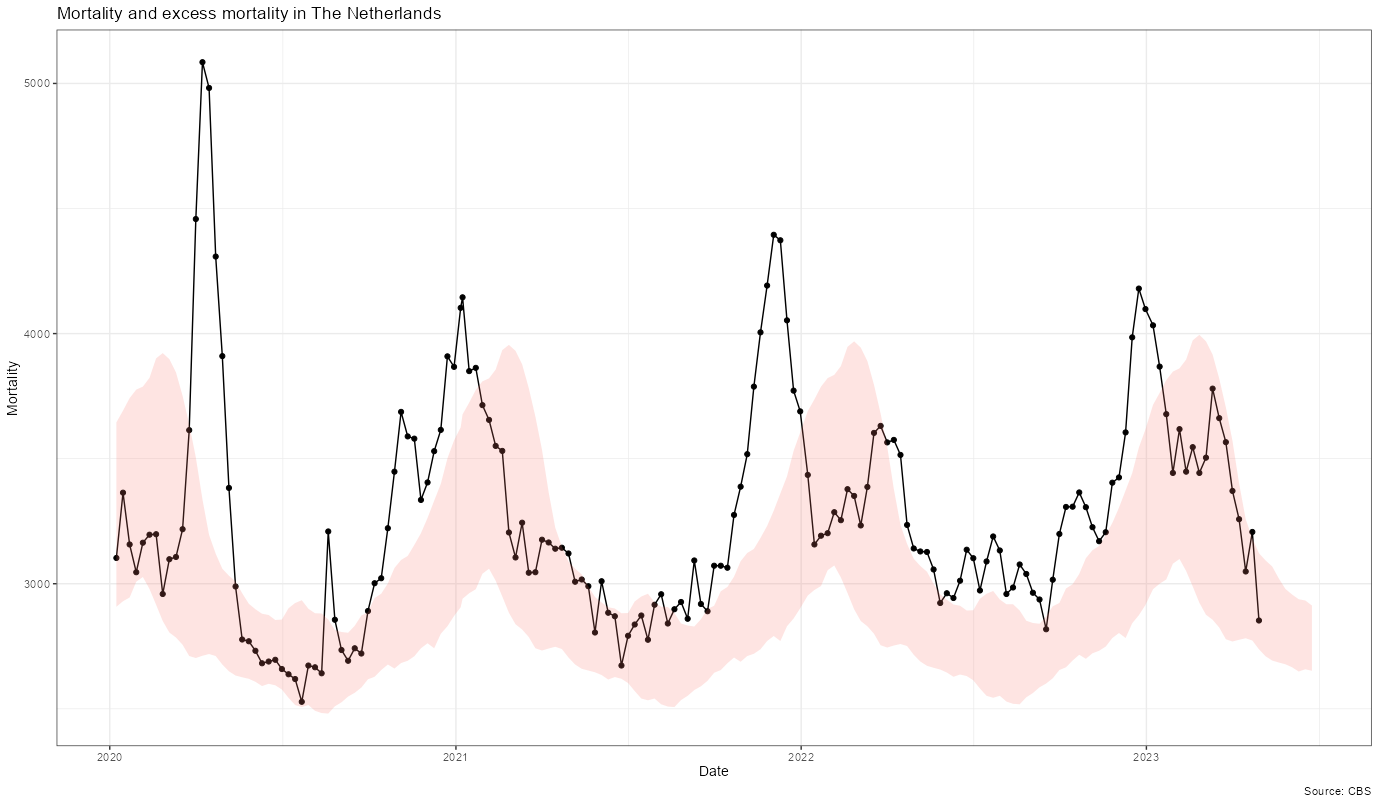 Mortality and excess mortality in The Netherlands
Mortality
5000
4000
3000
2020
2021
2022
2023
Date
Source: CBS